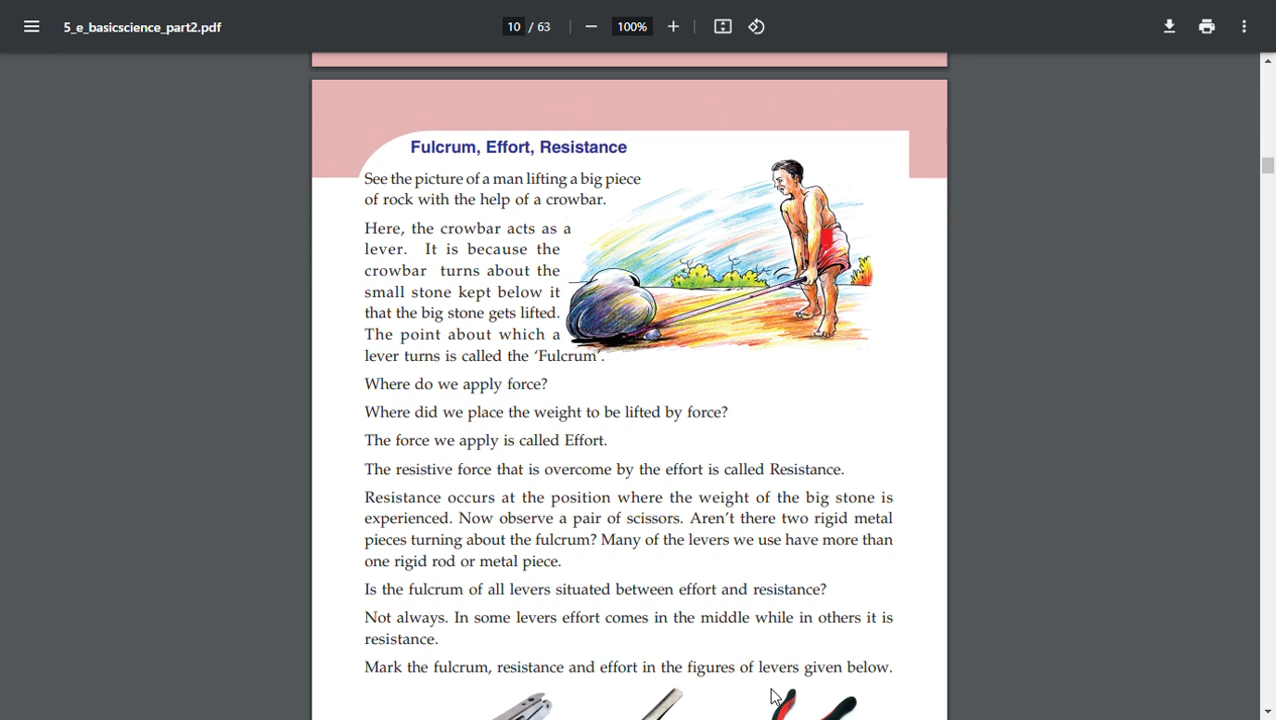 5_e_basicscience_part2.pdf
10 / 63
100%
Fulcrum, Effort, Resistance
See the picture of a man lifting a big piece
of rock with the help of a crowbar.
Here, the crowbar acts as a
lever. It is because the
crowbar turns about the
small stone kept below it
that the big stone gets lifted.
The point about which a
lever turns is called the ‘Fulcrum’.
Where do we apply force?
Where did we place the weight to be lifted by force?
The force we apply is called Effort.
The resistive force that is overcome by the effort is called Resistance.
Resistance occurs at the position where the weight of the big stone is
experienced. Now observe a pair of scissors. Aren’t there two rigid metal
pieces turning about the fulcrum? Many of the levers we use have more than
one rigid rod or metal piece.
Is the fulcrum of all levers situated between effort and resistance?
Not always. In some levers effort comes in the middle while in others it is
resistance.
Mark the fulcrum, resistance and effort in the figures of levers given below.